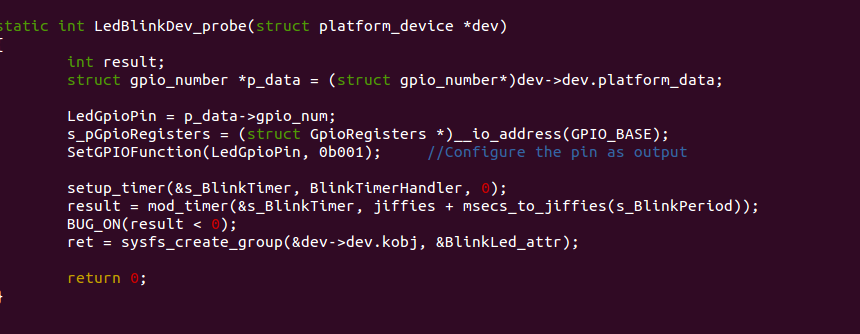 static int LedBlinkDev_probe(struct platform_device *dev)
{
int result;
struct gpio_number *p_data = (struct gpio_number*)dev->dev.platform_data;
LedGpioPin = p_data->gpio_num;
s_pGpioRegisters = (struct GpioRegisters *)__io_address(GPIO_BASE);
SetGPIOFunction(LedGpioPin, 0b001); //Configure the pin as output
setup_timer(&s_BlinkTimer, BlinkTimerHandler, 0);
result = mod_timer(&s_BlinkTimer, jiffies + msecs_to_jiffies(s_BlinkPeriod));
BUG_ON(result < 0);
ret = sysfs_create_group(&dev->dev.kobj, &BlinkLed_attr);
return 0;
}